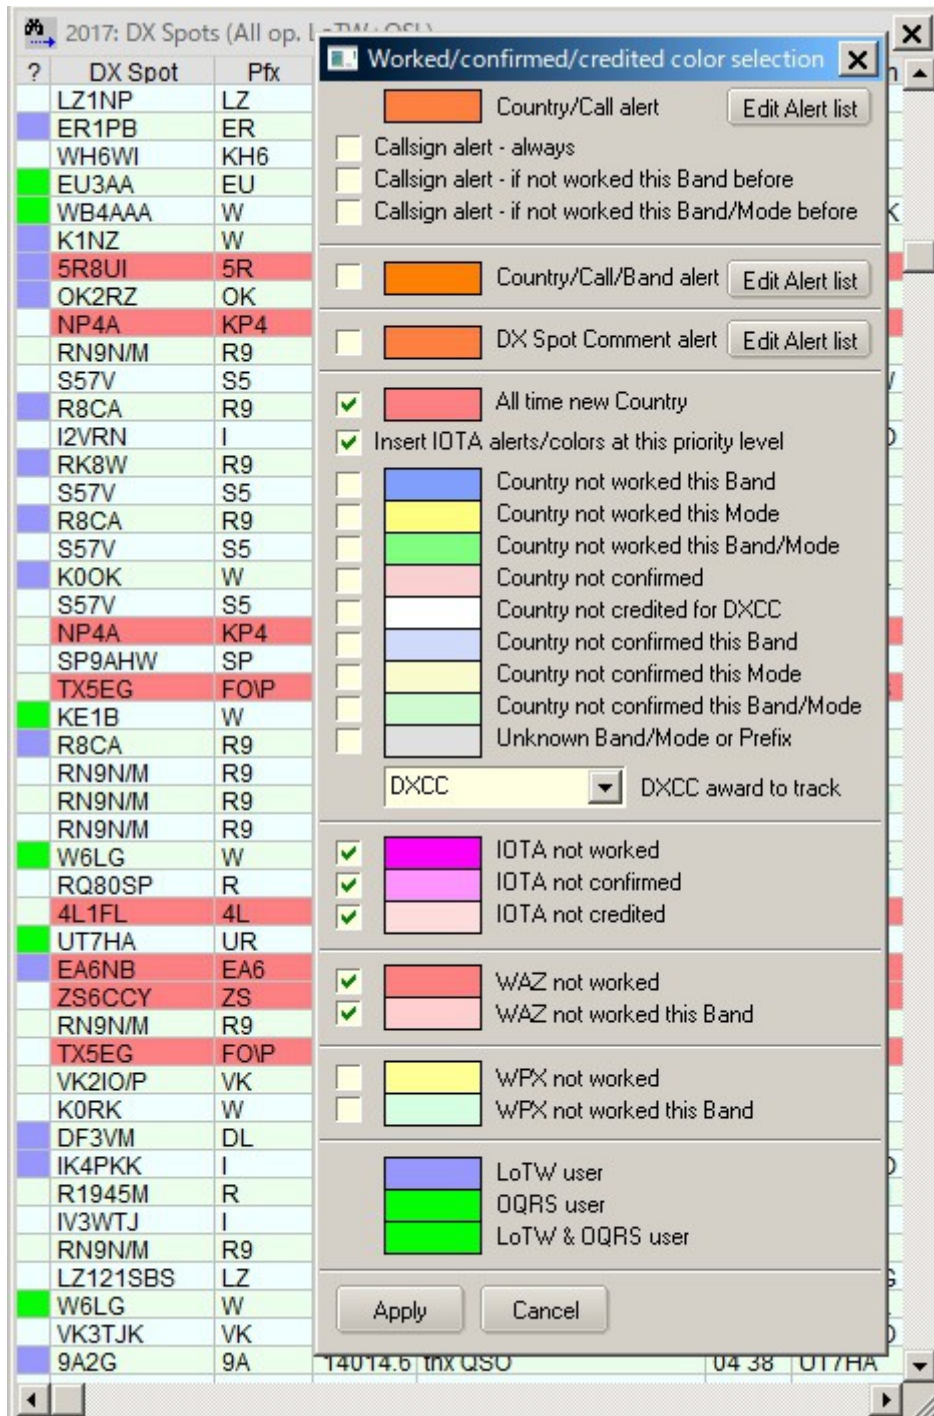 2017: DX Spots (All op. LoTW+QSL)
? DX Spot Pfx
LZ1NP LZ
ER1PB ER
WH6WI KH6
EU3AA EU
WB4AAA W
K1NZ W
5R8UI 5R
OK2RZ OK
NP4A KP4
RN9N/M R9
S57V S5
R8CA R9
I2VRN I
RK8W R9
S57V S5
R8CA R9
S57V S5
K0OK W
S57V S5
NP4A KP4
SP9AHW SP
TX5EG FO\P
KE1B W
R8CA R9
RN9N/M R9
RN9N/M R9
RN9N/M R9
W6LG W
RQ80SP R
4L1FL 4L
UT7HA UR
EA6NB EA6
ZS6CCY ZS
RN9N/M R9
TX5EG FO\P
VK2IO/P VK
K0RK W
DF3VM DL
IK4PKK I
R1945M R
IV3WTJ I
RN9N/M R9
LZ121SBS LZ
W6LG W
VK3TJK VK
9A2G 9A 14014.6 tnx QSO 04 38 UT7HA
Worked/confirmed/credited color selection
Country/Call alert Edit Alert list
Callsign alert - always
Callsign alert - if not worked this Band before
Callsign alert - if not worked this Band/Mode before
Country/Call/Band alert Edit Alert list
DX Spot Comment alert Edit Alert list
All time new Country
Insert IOTA alerts/colors at this priority level
Country not worked this Band
Country not worked this Mode
Country not worked this Band/Mode
Country not confirmed
Country not credited for DXCC
Country not confirmed this Band
Country not confirmed this Mode
Country not confirmed this Band/Mode
Unknown Band/Mode or Prefix
DXCC DXCC award to track
IOTA not worked
IOTA not confirmed
IOTA not credited
WAZ not worked
WAZ not worked this Band
WPX not worked
WPX not worked this Band
LoTW user
OQRS user
LoTW & OQRS user
Apply Cancel